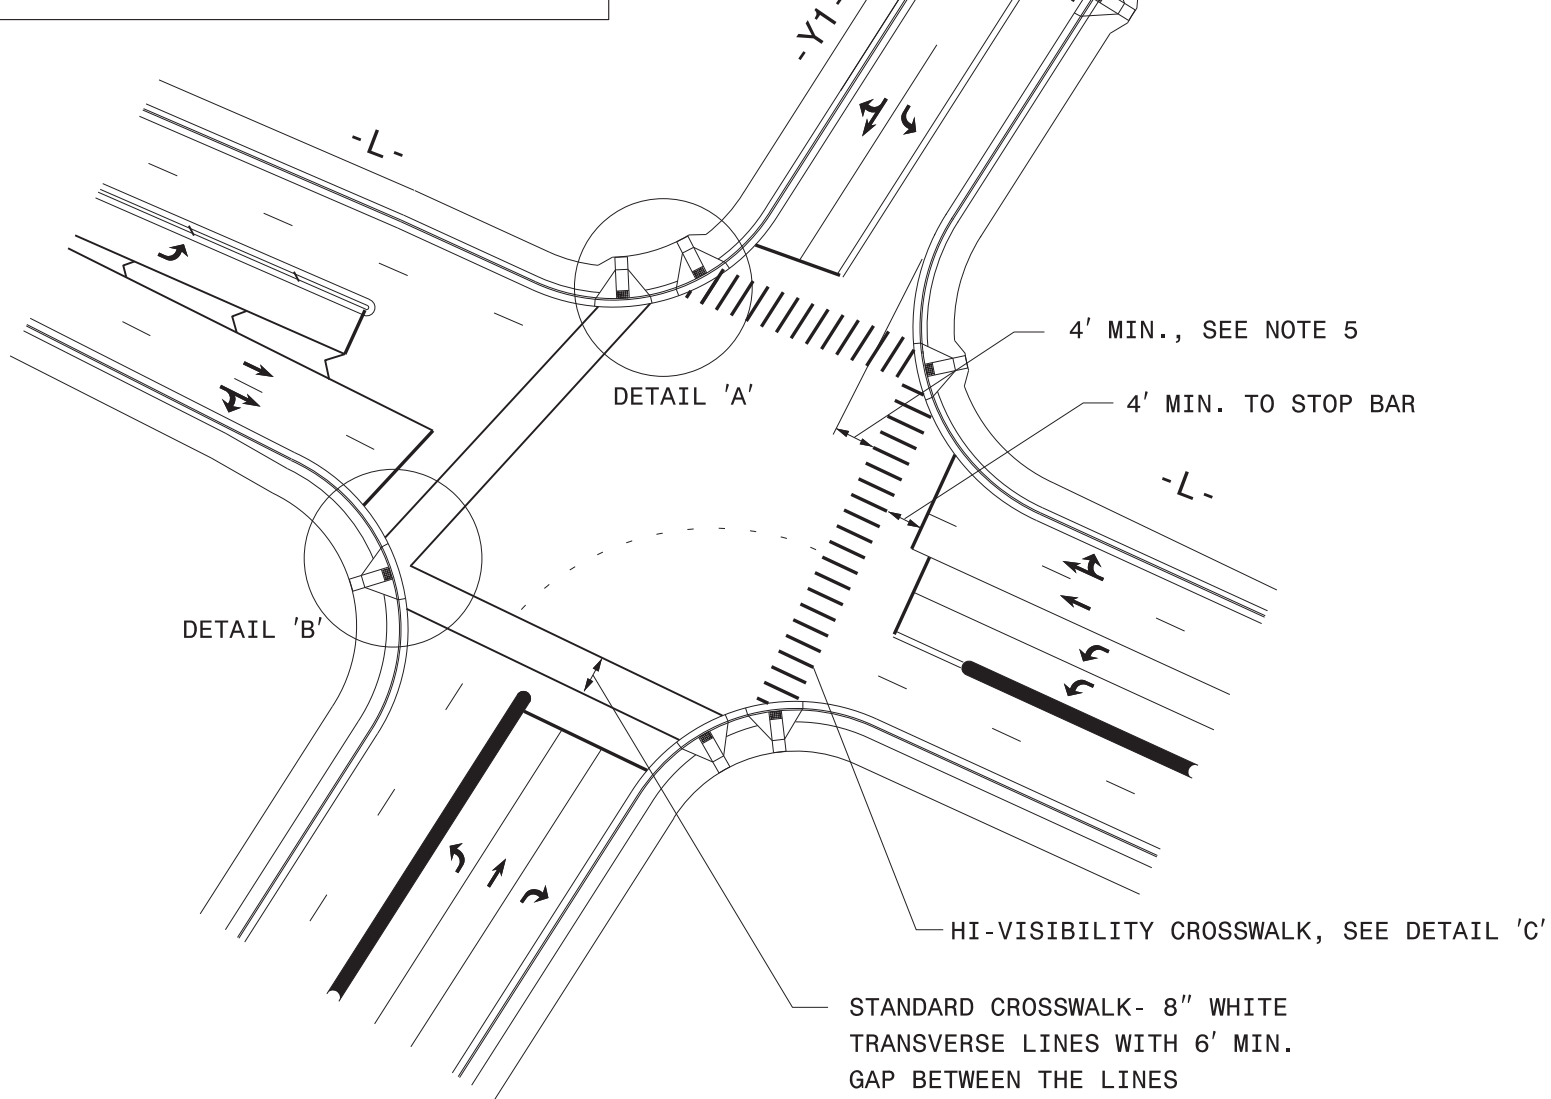 -Y1-
-L-
4' MIN., SEE NOTE 5
DETAIL 'A'
4' MIN. TO STOP BAR
-L-
DETAIL 'B'
HI-VISIBILITY CROSSWALK, SEE DETAIL 'C'
STANDARD CROSSWALK- 8" WHITE
TRANSVERSE LINES WITH 6' MIN.
GAP BETWEEN THE LINES